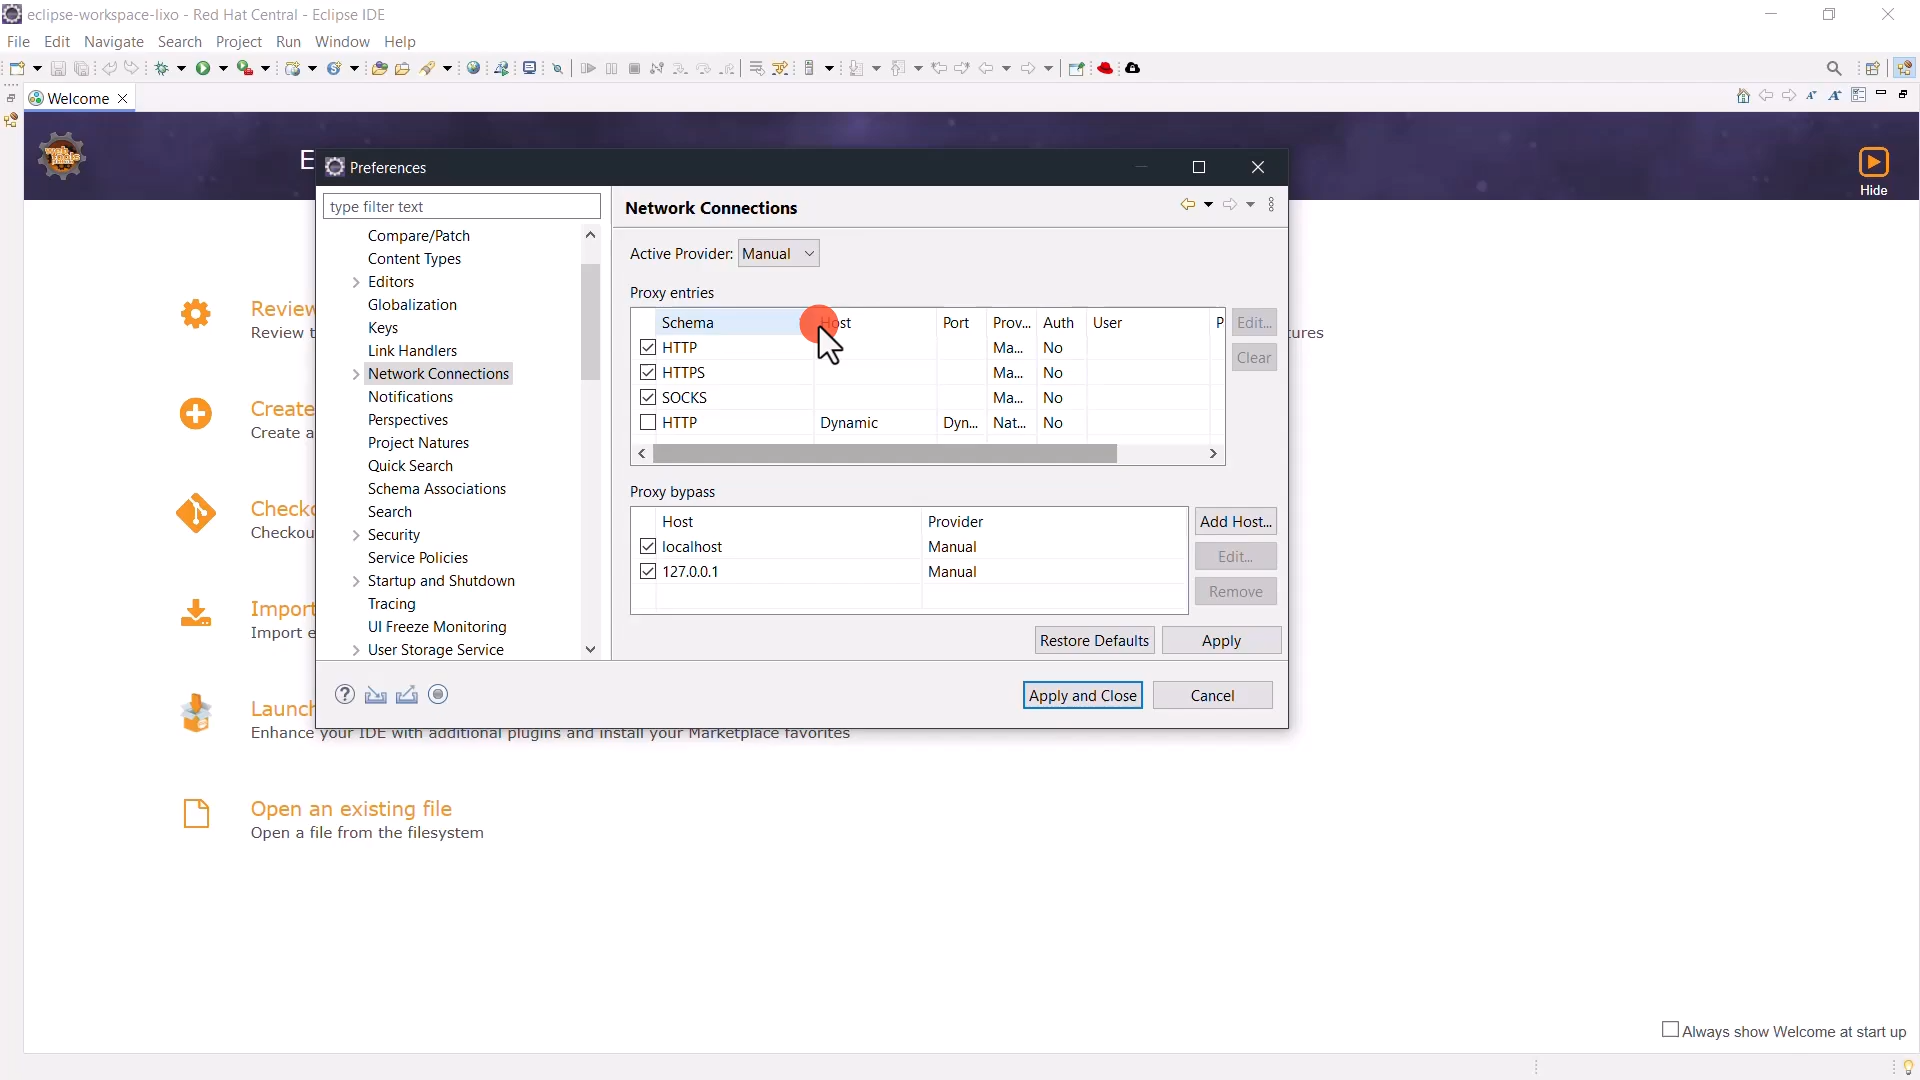 eclipse-workspace-lixo - Red Hat Central - Eclipse IDE
File Edit Navigate Search Project Run Window Help
Welcome
Hide
E
Preferences
type filter text
Compare/Patch
Content Types
Editors
Globalization
Keys
Link Handlers
Network Connections
Notifications
Perspectives
Project Natures
Quick Search
Schema Associations
Search
Security
Service Policies
Startup and Shutdown
Tracing
UI Freeze Monitoring
User Storage Service
Network Connections
Active Provider: Manual
Proxy entries
Schema Host Port Prov... Auth User P
HTTP Ma... No
HTTPS Ma... No
SOCKS Ma... No
HTTP Dynamic Dyn... Nat... No
Edit...
Clear
Proxy bypass
Host Provider
localhost Manual
127.0.0.1 Manual
Add Host...
Edit...
Remove
Restore Defaults Apply
Apply and Close Cancel
Review
Review t
tures
Create
Create a
Checko
Checkou
Import
Import e
Launch
Enhance your IDE with additional plugins and install your Marketplace favorites
Open an existing file
Open a file from the filesystem
Always show Welcome at start up